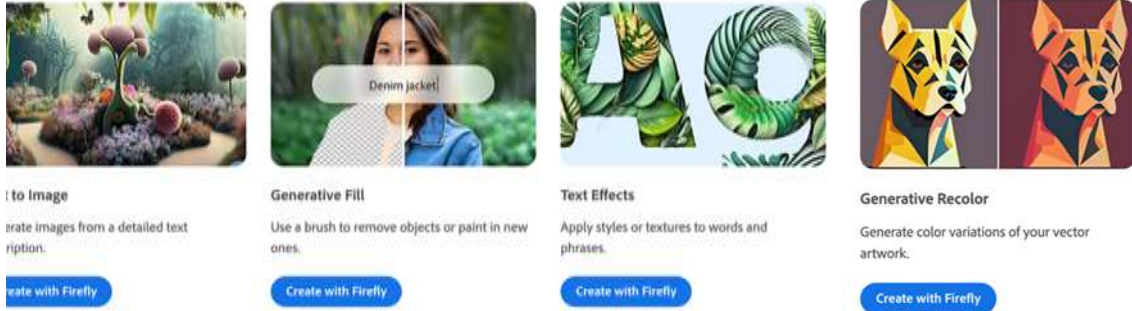 Denim jacket
Ag
to Image
erate images from a detailed text
ription.
eate with Firefly
Generative Fill
Use a brush to remove objects or paint in new
ones.
Create with Firefly
Text Effects
Apply styles or textures to words and
phrases.
Create with Firefly
Generative Recolor
Generate color variations of your vector
artwork.
Create with Firefly